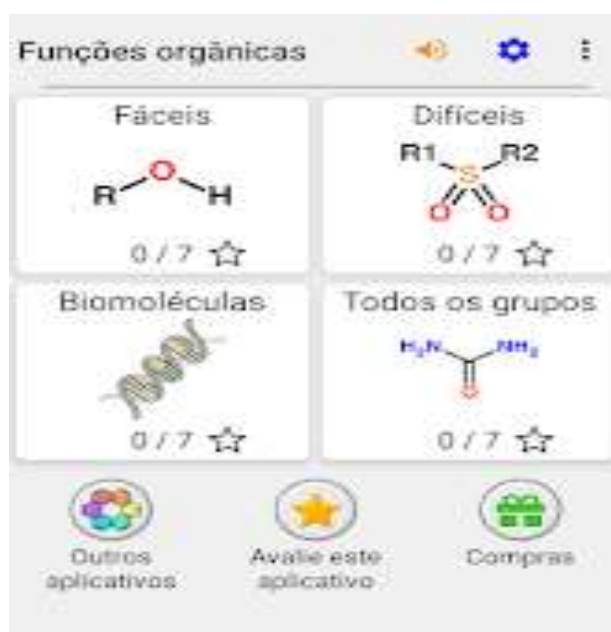 Funções orgânicas
Fáceis
Difíceis
R O H
R1 R2
S
O O
0 / 7
0 / 7
Biomoléculas
Todos os grupos
H₂N NH₂
O
0 / 7
0 / 7
Outros aplicativos
Avalie este aplicativo
Compras